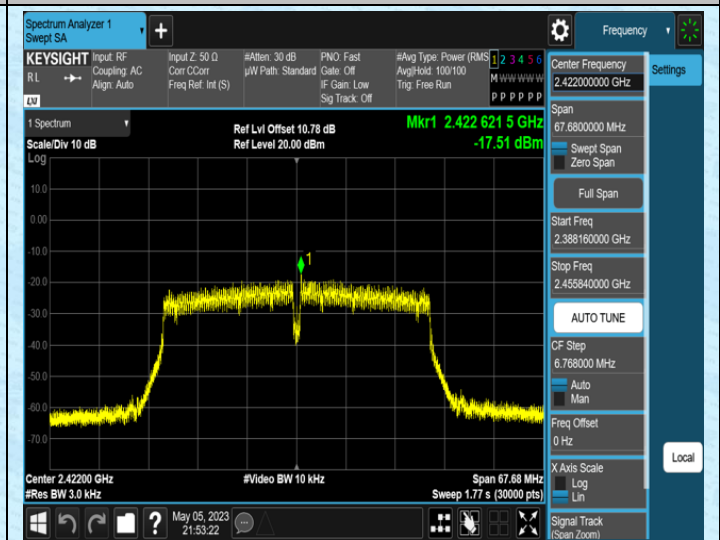 Spectrum Analyzer 1
Swept SA
Frequency
KEYSIGHT
RL
LXI
Input: RF
Coupling: AC
Align: Auto
Input Z: 50 Ω
Corr CCorr
Freq Ref: Int (S)
#Atten: 30 dB
µW Path: Standard
PNO: Fast
Gate: Off
IF Gain: Low
Sig Track: Off
#Avg Type: Power (RMS
Avg|Hold: 100/100
Trig: Free Run
1 2 3 4 5 6
M W W W W W
P P P P P P
Center Frequency
2.422000000 GHz
Settings
Span
67.6800000 MHz
Swept Span
Zero Span
Full Span
Start Freq
2.388160000 GHz
Stop Freq
2.455840000 GHz
AUTO TUNE
CF Step
6.768000 MHz
Auto
Man
Freq Offset
0 Hz
X Axis Scale
Log
Lin
Local
Signal Track
(Span Zoom)
1 Spectrum
Scale/Div 10 dB
Ref Lvl Offset 10.78 dB
Ref Level 20.00 dBm
Mkr1 2.422 621 5 GHz
-17.51 dBm
Log
10.0
0.00
-10.0
-20.0
-30.0
-40.0
-50.0
-60.0
-70.0
1
Center 2.42200 GHz
#Res BW 3.0 kHz
#Video BW 10 kHz
Span 67.68 MHz
Sweep 1.77 s (30000 pts)
May 05, 2023
21:53:22